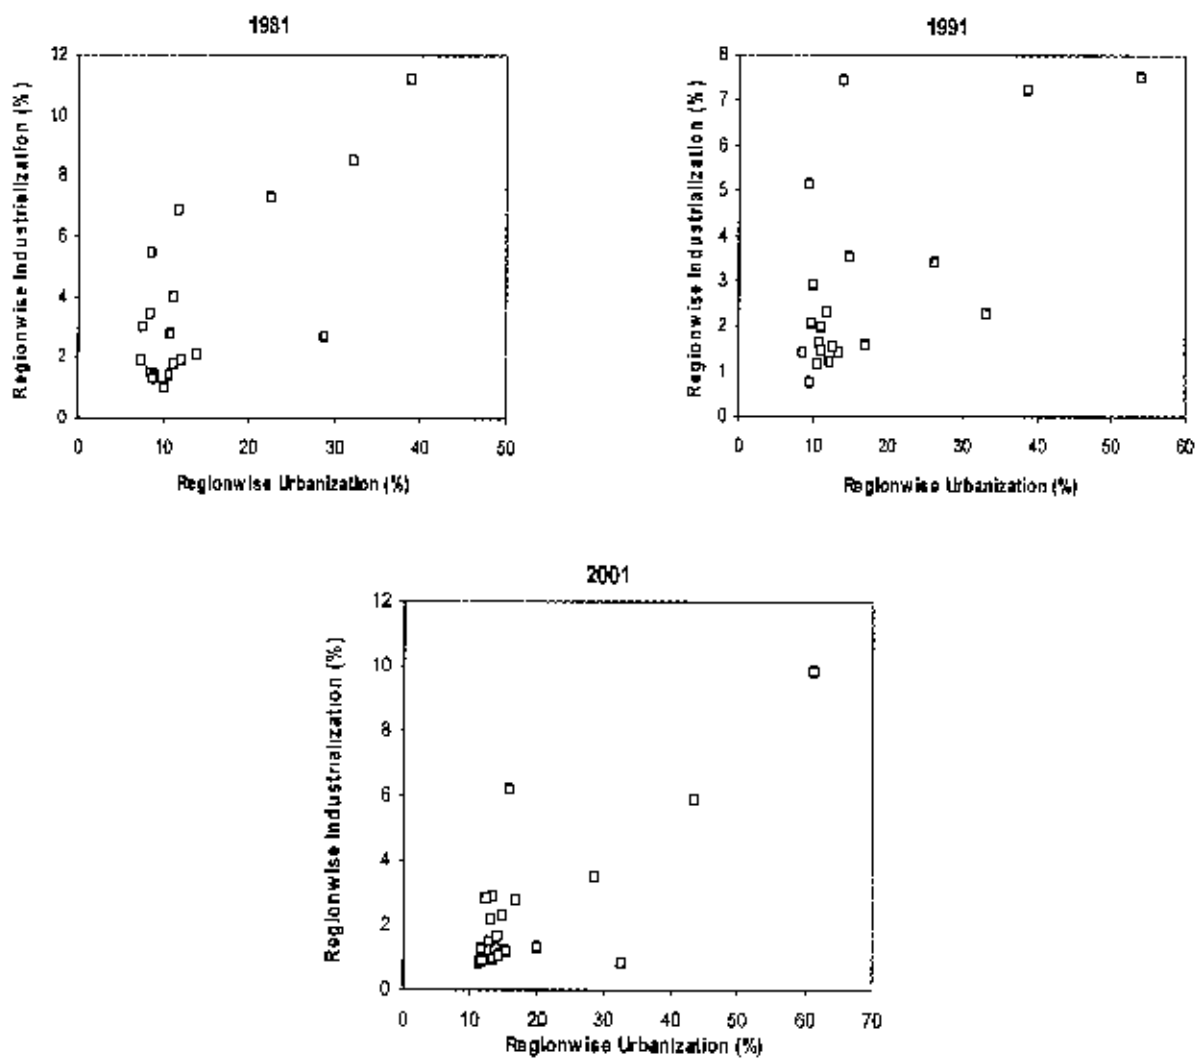 1981
Regionwise Industrialization (%)
12
10
8
6
4
2
0
0 10 20 30 40 50
Regionwise Urbanization (%)
1991
Regionwise Industrialization (%)
8
7
6
5
4
3
2
1
0
0 10 20 30 40 50 60
Regionwise Urbanization (%)
2001
Regionwise Industrialization (%)
12
10
8
6
4
2
0
0 10 20 30 40 50 60 70
Regionwise Urbanization (%)